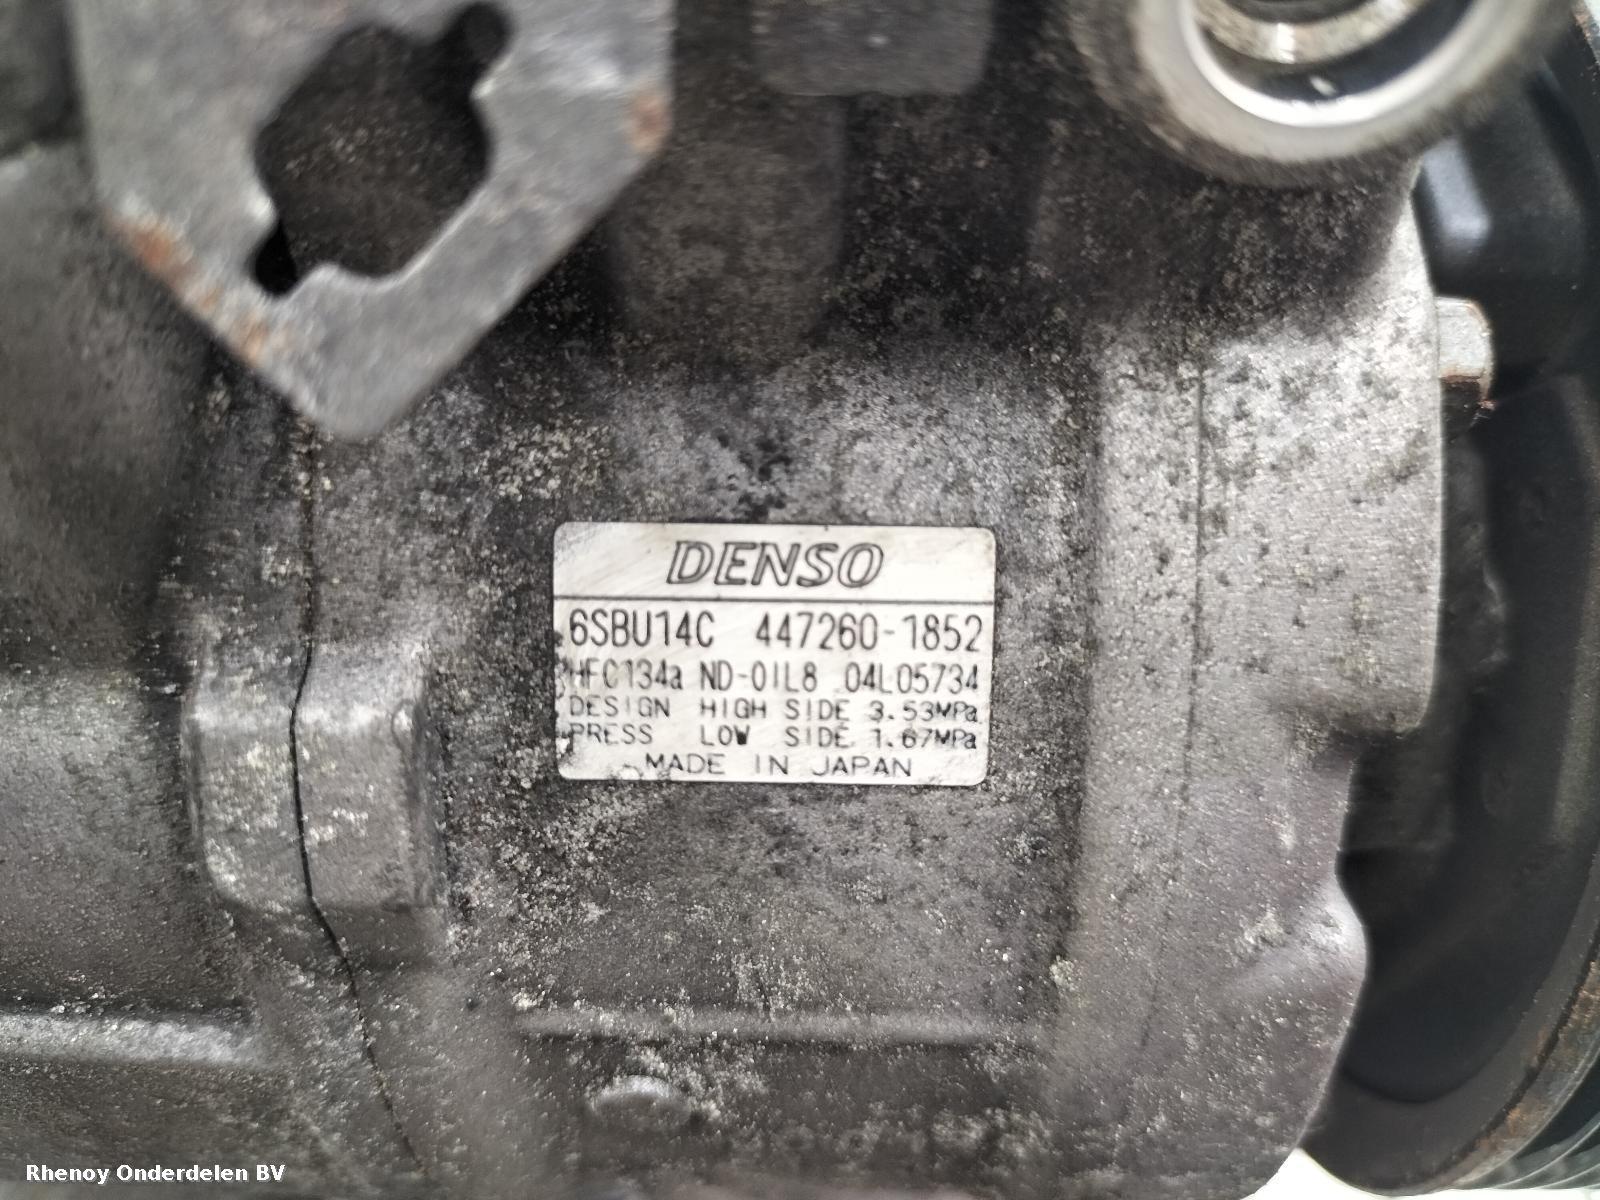 DENSO
6SBU14C 447260-1852
HFC134a ND-OIL8 04L05734
DESIGN HIGH SIDE 3.53MPa
PRESS LOW SIDE 1.67MPa
MADE IN JAPAN
Rhenoy Onderdelen BV